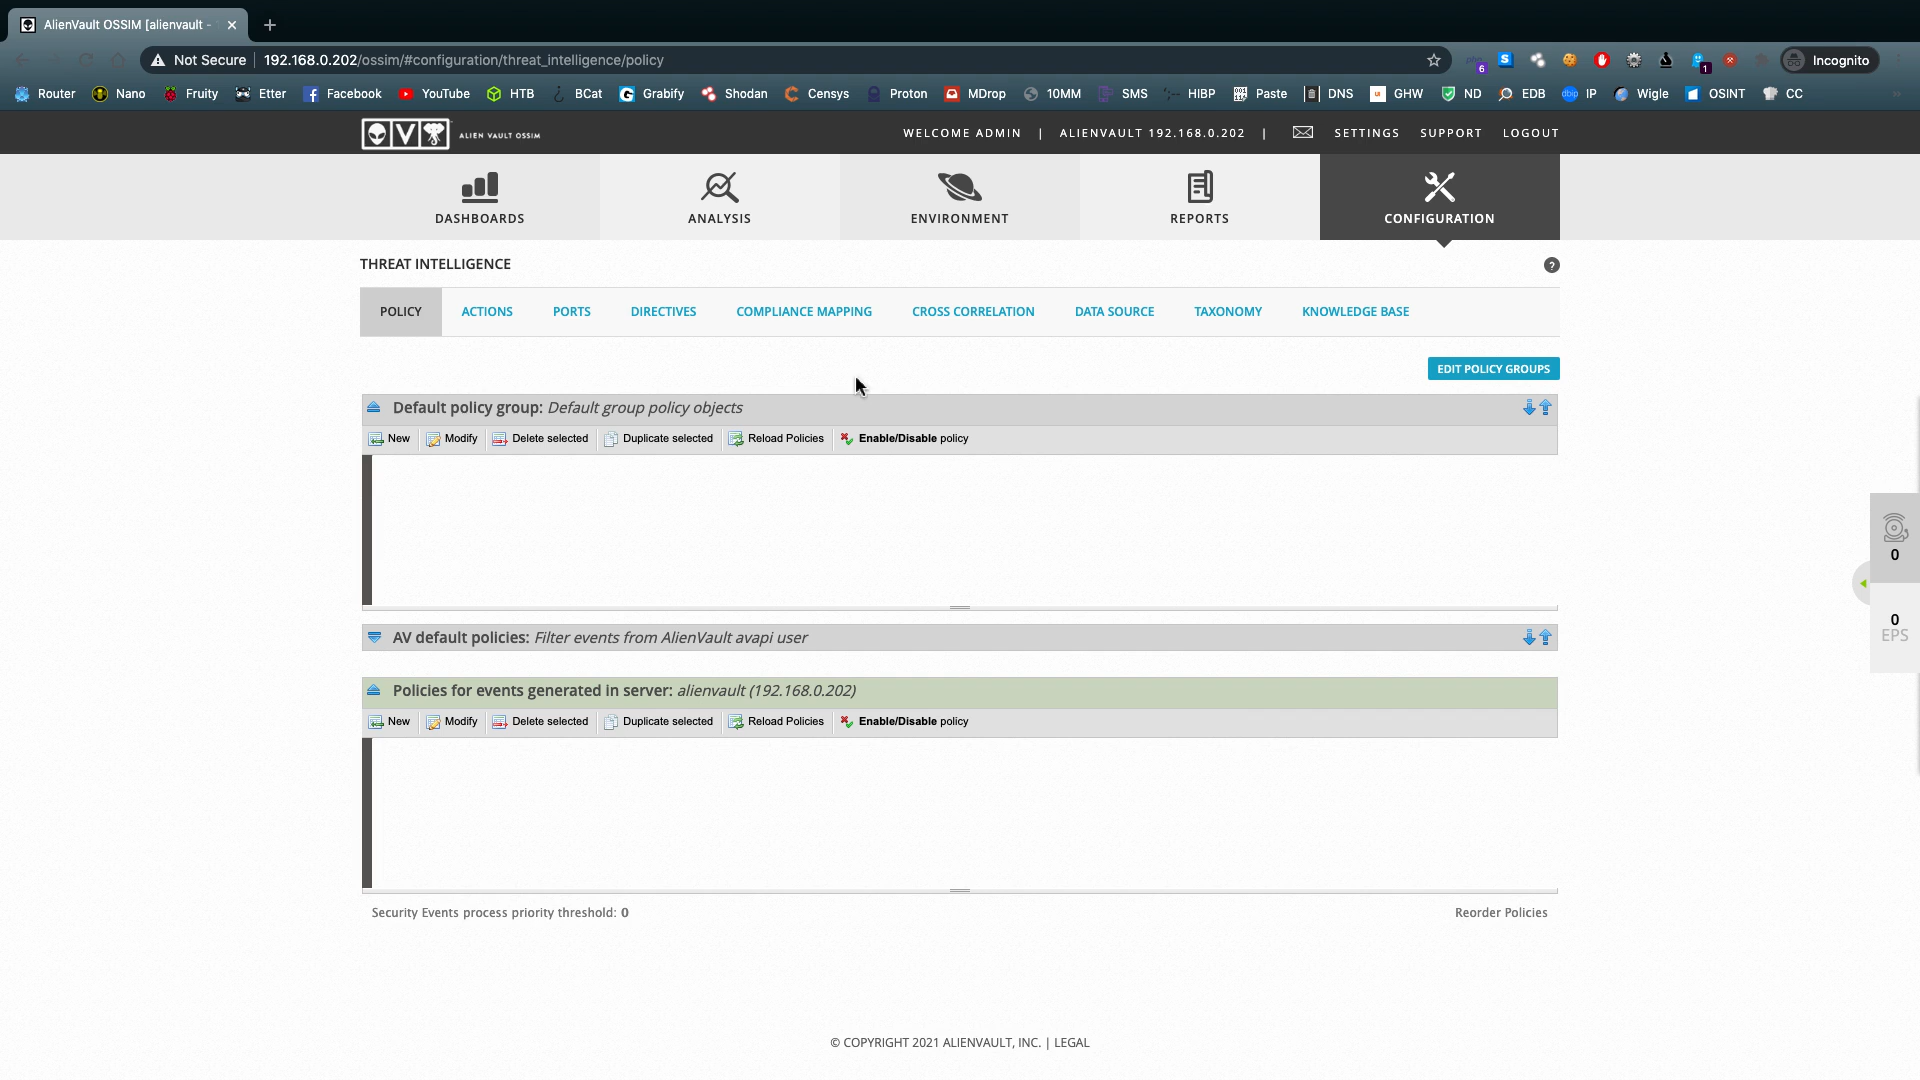 AlienVault OSSIM [alienvault -
Not Secure 192.168.0.202/ossim/#configuration/threat_intelligence/policy 6 1 Incognito
Router Nano Fruity Etter Facebook YouTube HTB BCat Grabify Shodan Censys Proton MDrop 10MM SMS HIBP Paste DNS GHW ND EDB IP Wigle OSINT CC
ALIEN VAULT OSSIM WELCOME ADMIN | ALIENVAULT 192.168.0.202 | SETTINGS SUPPORT LOGOUT
DASHBOARDS ANALYSIS ENVIRONMENT REPORTS CONFIGURATION
THREAT INTELLIGENCE ?
POLICY ACTIONS PORTS DIRECTIVES COMPLIANCE MAPPING CROSS CORRELATION DATA SOURCE TAXONOMY KNOWLEDGE BASE
EDIT POLICY GROUPS
Default policy group: Default group policy objects
New Modify Delete selected Duplicate selected Reload Policies Enable/Disable policy
0
0
EPS
AV default policies: Filter events from AlienVault avapi user
Policies for events generated in server: alienvault (192.168.0.202)
New Modify Delete selected Duplicate selected Reload Policies Enable/Disable policy
Security Events process priority threshold: 0 Reorder Policies
© COPYRIGHT 2021 ALIENVAULT, INC. | LEGAL